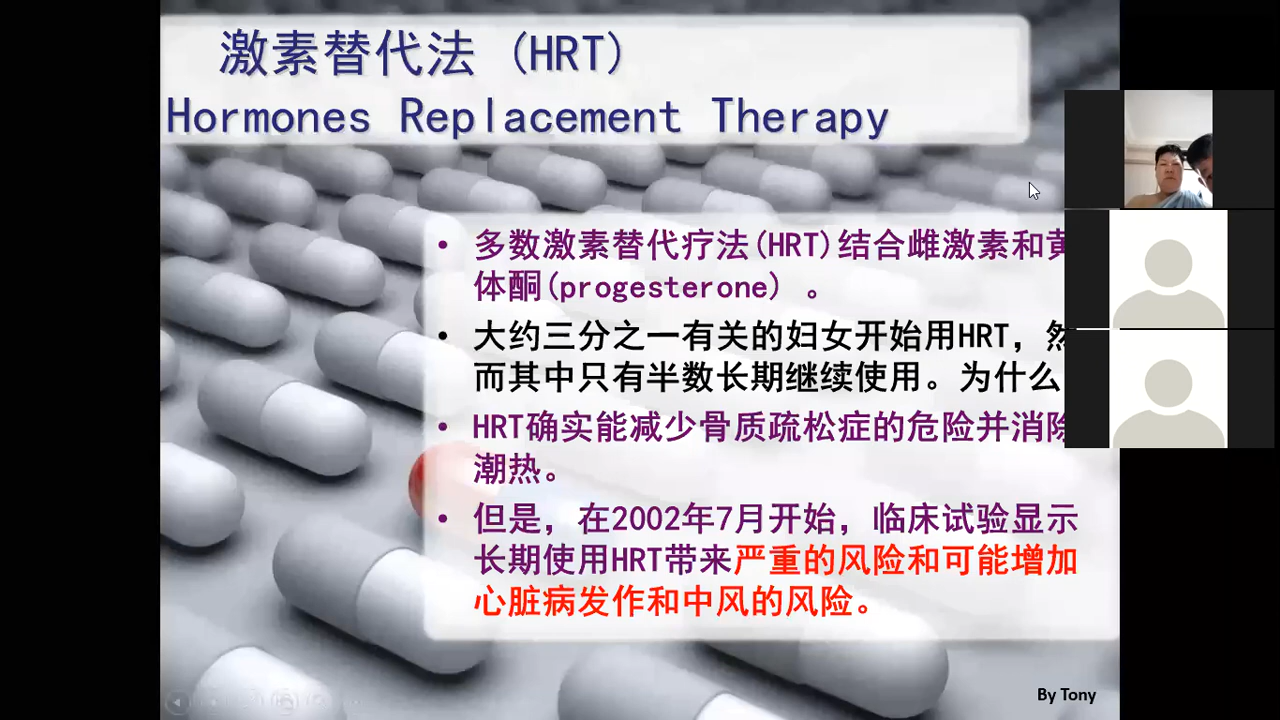 激素替代法 (HRT)
Hormones Replacement Therapy
• 多数激素替代疗法(HRT)结合雌激素和黄
体酮(progesterone) 。
• 大约三分之一有关的妇女开始用HRT，然
而其中只有半数长期继续使用。为什么
• HRT确实能减少骨质疏松症的危险并消除
潮热。
• 但是，在2002年7月开始，临床试验显示
长期使用HRT带来严重的风险和可能增加
心脏病发作和中风的风险。
By Tony